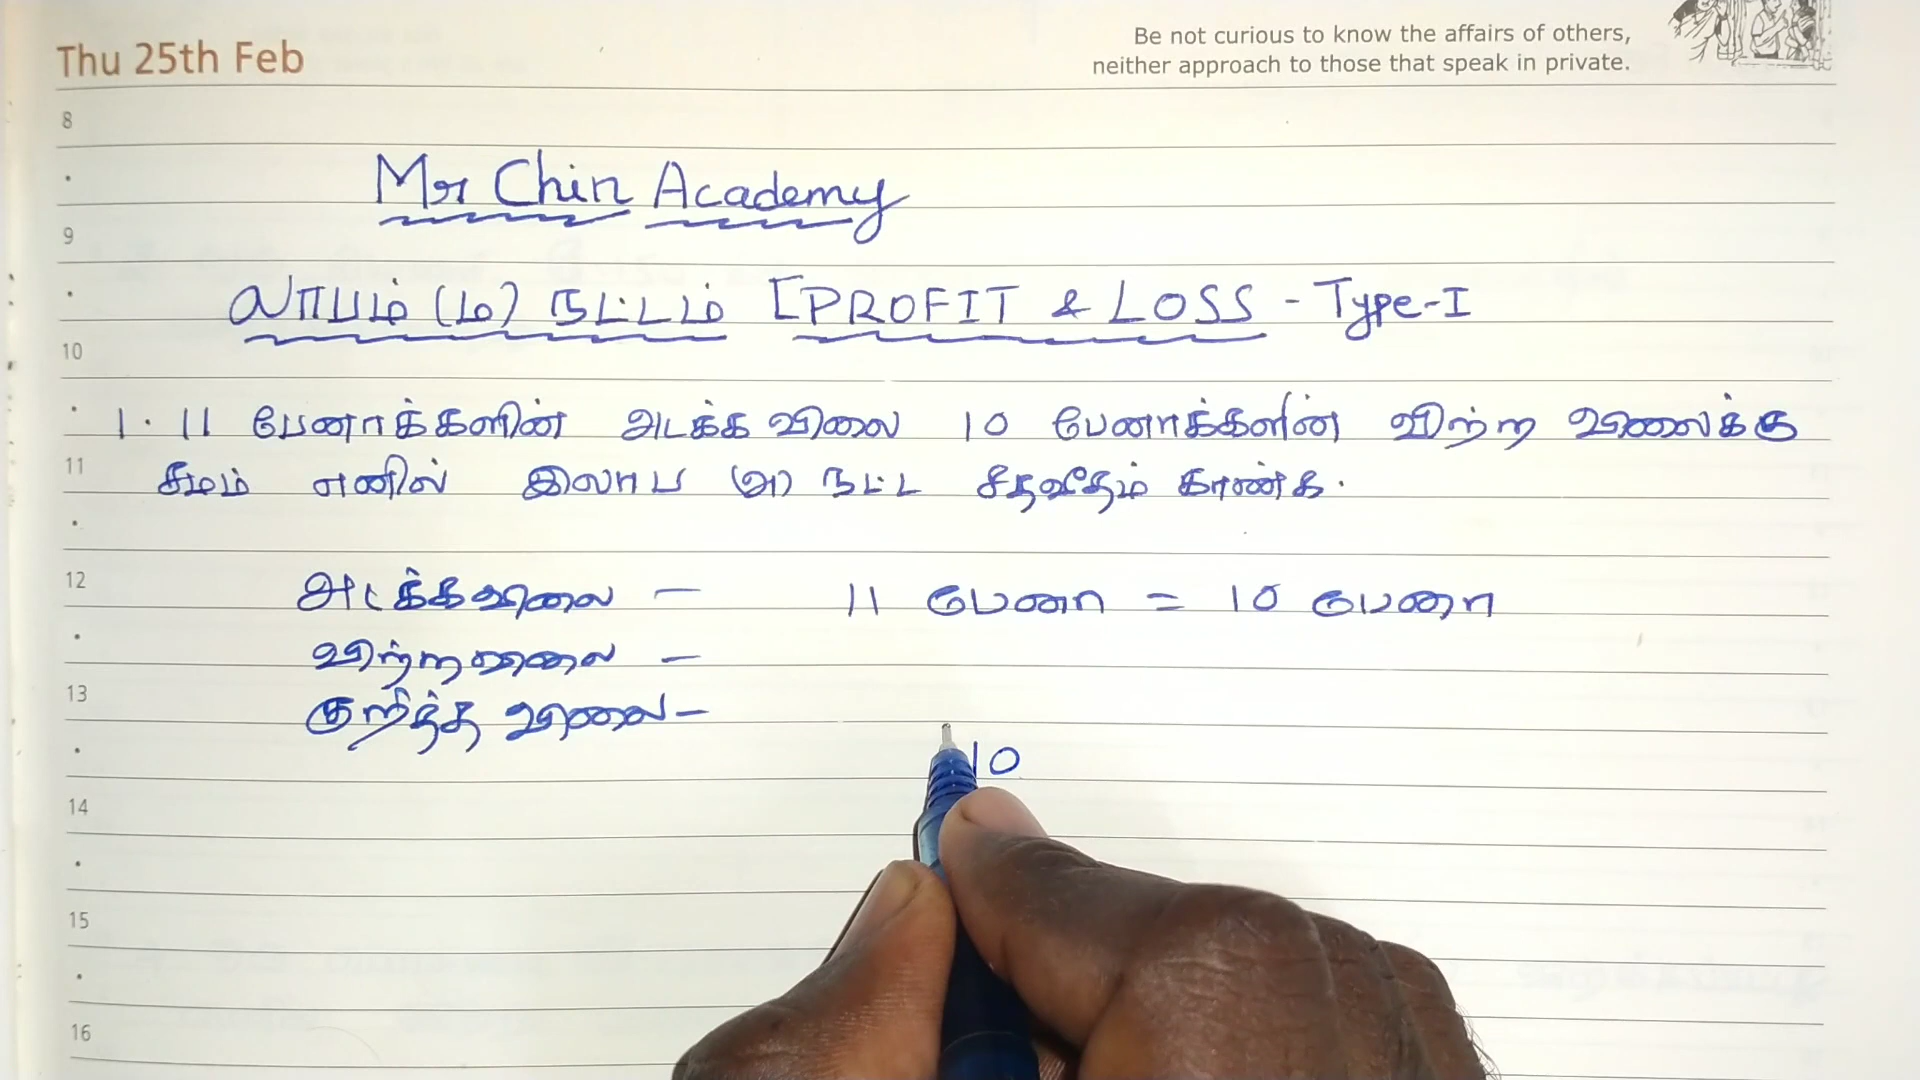 Thu 25th Feb
Be not curious to know the affairs of others,
neither approach to those that speak in private.
8
Mr Chin Academy
9
லாபம் (ம) நட்டம் [PROFIT & LOSS - Type-I
10
1. 11 பேனாக்களின் அடக்க விலை 10 பேனாக்களின் விற்ற விலைக்கு
11
சமம் எனில் இலாப (அ) நட்ட சதவீதம் காண்க.
12
அடக்கவிலை - 11 பேனா = 10 பேனா
விற்றவிலை -
13
குறித்த விலை -
10
14
15
16